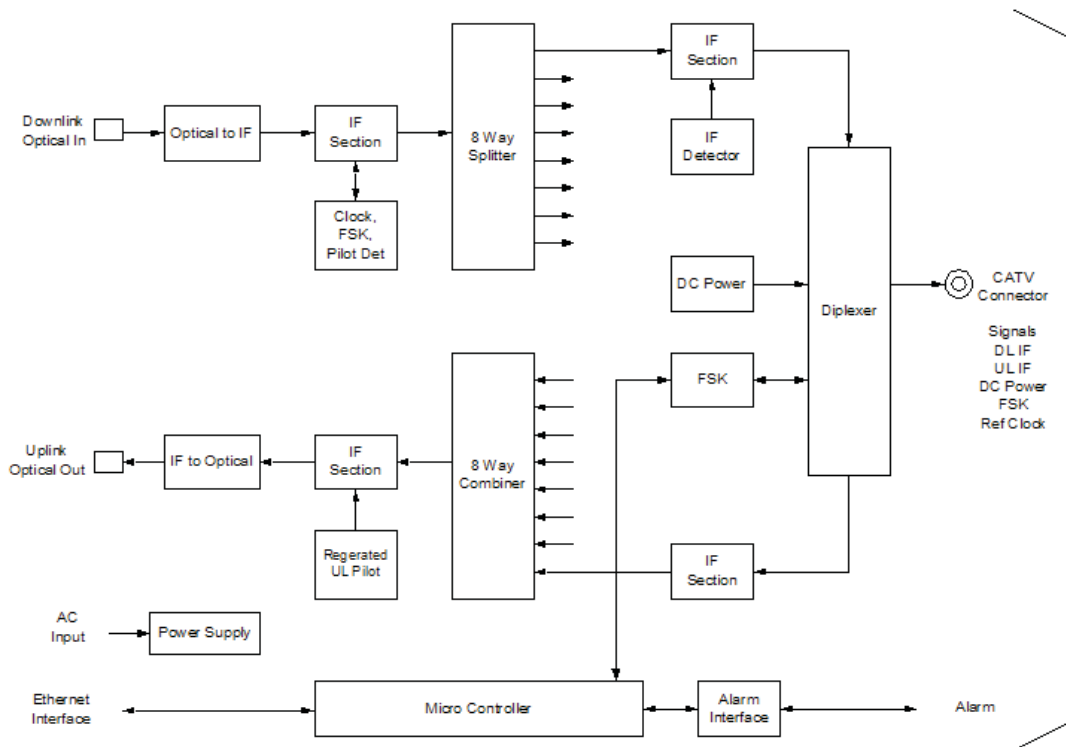 Downlink
Optical In
Optical to IF
IF
Section
Clock,
FSK,
Pilot Det
8 Way
Splitter
IF
Section
IF
Detector
DC Power
Diplexer
CATV
Connector
Signals
DL IF
UL IF
DC Power
FSK
Ref Clock
FSK
Uplink
Optical Out
IF to Optical
IF
Section
Regerated
UL Pilot
8 Way
Combiner
IF
Section
AC
Input
Power Supply
Ethernet
Interface
Micro Controller
Alarm
Interface
Alarm